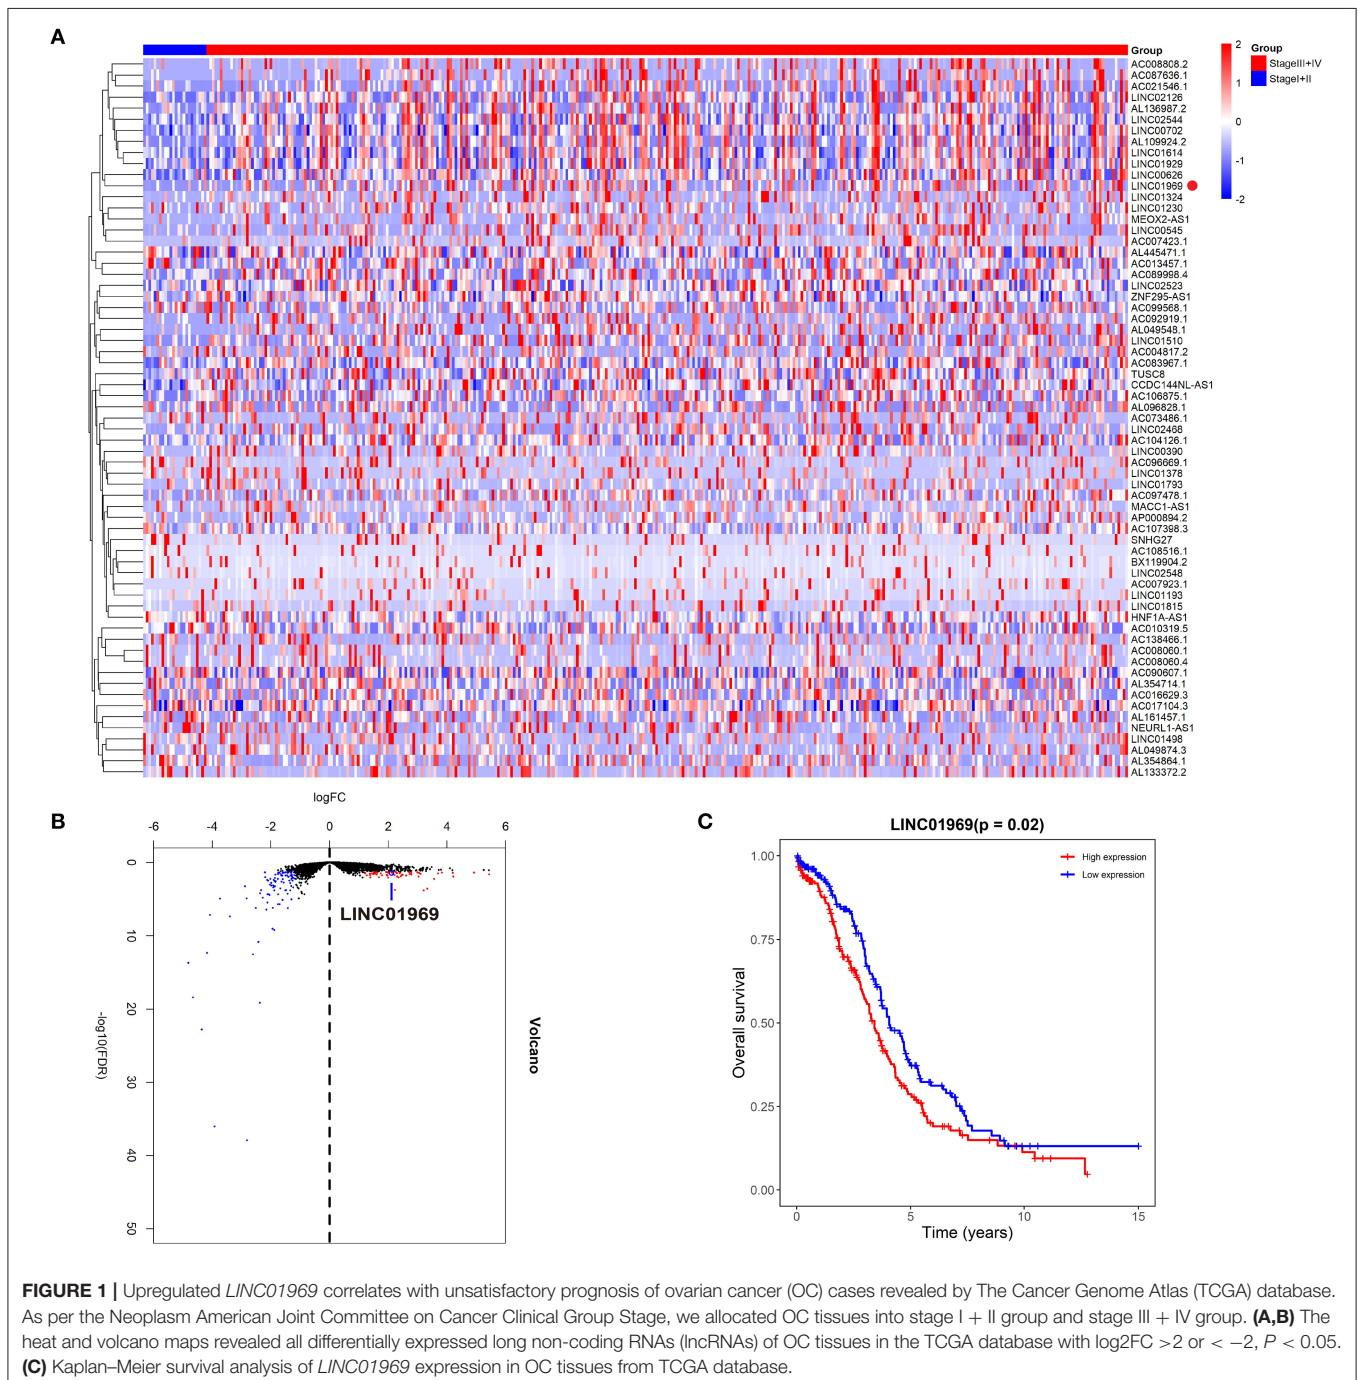 A
Group
AC008808.2
AC087636.1
AC021546.1
LINC02126
AL136987.2
LINC02544
LINC00702
AL109924.2
LINC01614
LINC01929
LINC00626
LINC01969
LINC01324
LINC01230
MEOX2-AS1
LINC00545
AC007423.1
AL445471.1
AC013457.1
AC089998.4
LINC02523
ZNF295-AS1
AC099568.1
AC092919.1
AL049548.1
LINC01510
AC004817.2
AC083967.1
TUSC8
CCDC144NL-AS1
AC106875.1
AL096828.1
AC073486.1
LINC02468
AC104126.1
LINC00390
AC096669.1
LINC01378
LINC01793
AC097478.1
MACC1-AS1
AP000894.2
AC107398.3
SNHG27
AC108516.1
BX119904.2
LINC02548
AC007923.1
LINC01193
LINC01815
HNF1A-AS1
AC010319.5
AC138466.1
AC008060.1
AC008060.4
AC090607.1
AL354714.1
AC016629.3
AC017104.3
AL161457.1
NEURL1-AS1
LINC01498
AL049874.3
AL354864.1
AL133372.2
2
1
0
-1
-2
Group
StageIII+IV
StageI+II
B
logFC
-6 -4 -2 0 2 4 6
0
10
20
30
40
50
-log10(FDR)
LINC01969
Volcano
C
LINC01969(p = 0.02)
High expression
Low expression
Overall survival
1.00
0.75
0.50
0.25
0.00
0 5 10 15
Time (years)
FIGURE 1 | Upregulated LINC01969 correlates with unsatisfactory prognosis of ovarian cancer (OC) cases revealed by The Cancer Genome Atlas (TCGA) database.
As per the Neoplasm American Joint Committee on Cancer Clinical Group Stage, we allocated OC tissues into stage I + II group and stage III + IV group. (A,B) The
heat and volcano maps revealed all differentially expressed long non-coding RNAs (lncRNAs) of OC tissues in the TCGA database with log2FC >2 or < −2, P < 0.05.
(C) Kaplan–Meier survival analysis of LINC01969 expression in OC tissues from TCGA database.